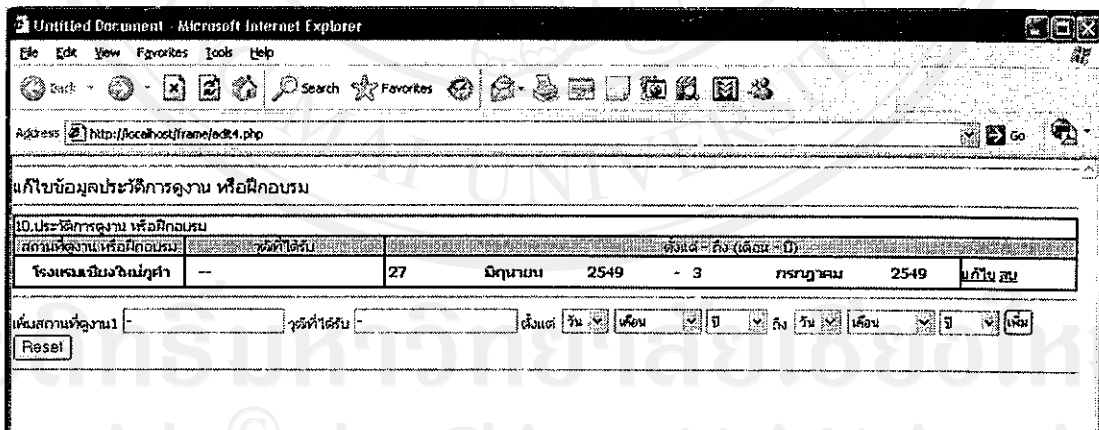 Untitled Document - Microsoft Internet Explorer
File Edit View Favorites Tools Help
Back Search Favorites
Address http://localhost/frame/edit4.php Go
แก้ไขข้อมูลประวัติการดูงาน หรือฝึกอบรม
10.ประวัติการดูงาน หรือฝึกอบรม
สถานที่ดูงาน หรือฝึกอบรม วุฒิที่ได้รับ ตั้งแต่ - ถึง (เดือน - ปี)
โรงแรมเชียงใหม่ภูคำ -- 27 มิถุนายน 2549 - 3 กรกฎาคม 2549 แก้ไข ลบ
เพิ่มสถานที่ดูงาน1 - วุฒิที่ได้รับ - ตั้งแต่ วัน เดือน ปี ถึง วัน เดือน ปี เพิ่ม
Reset